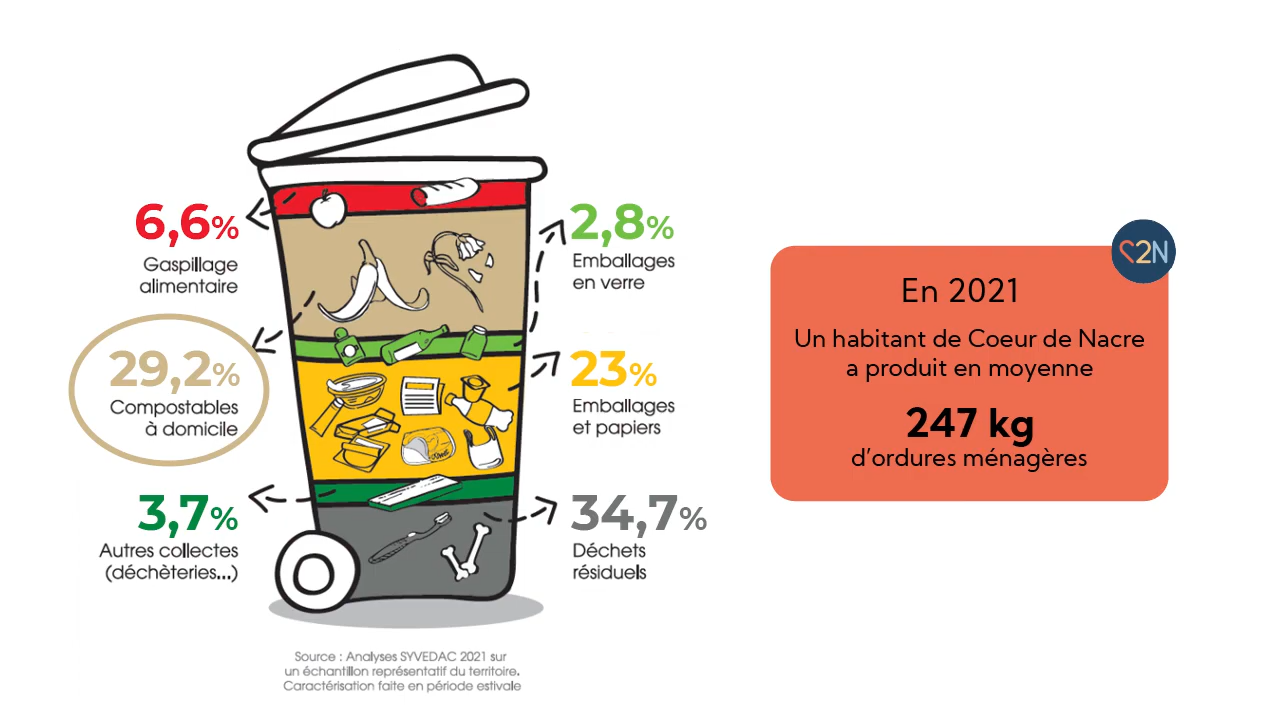 6,6%
Gaspillage
alimentaire
29,2%
Compostables
à domicile
3,7%
Autres collectes
(déchèteries...)
2,8%
Emballages
en verre
23%
Emballages
et papiers
34,7%
Déchets
résiduels
Source : Analyses SYVEDAC 2021 sur
un échantillon représentatif du territoire.
Caractérisation faite en période estivale
2N
En 2021
Un habitant de Coeur de Nacre
a produit en moyenne
247 kg
d'ordures ménagères